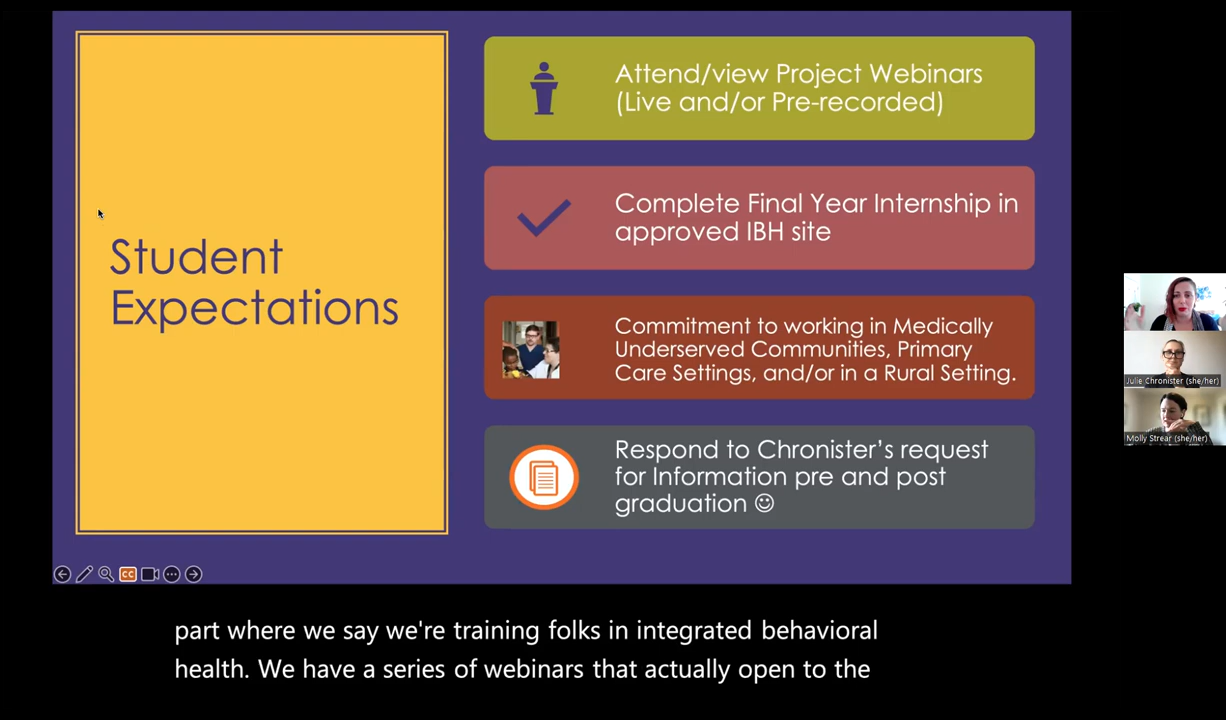 Student
Expectations
Attend/view Project Webinars
(Live and/or Pre-recorded)
Complete Final Year Internship in
approved IBH site
Commitment to working in Medically
Underserved Communities, Primary
Care Settings, and/or in a Rural Setting.
Respond to Chronister’s request
for Information pre and post
graduation ☺
CC
Julie Chronister (she/her)
Molly Strear (she/her)
part where we say we're training folks in integrated behavioral
health. We have a series of webinars that actually open to the